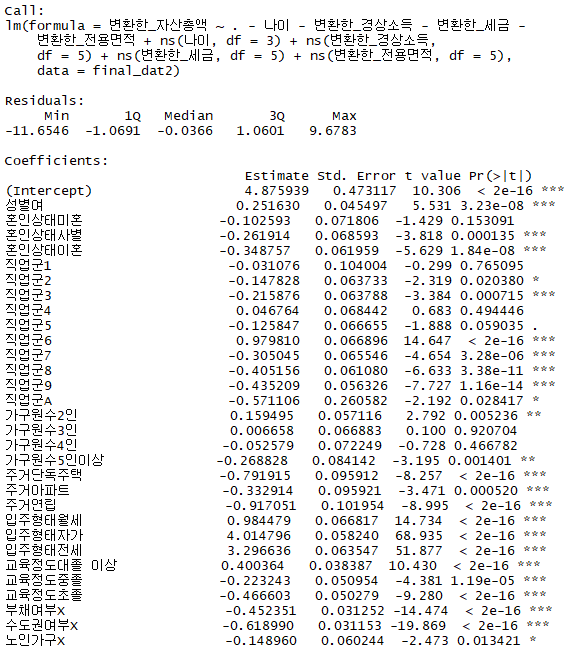 Call:
lm(formula = 변환한_자산총액 ~ . - 나이 - 변환한_경상소득 - 변환한_세금 -
변환한_전용면적 + ns(나이, df = 3) + ns(변환한_경상소득,
df = 5) + ns(변환한_세금, df = 5) + ns(변환한_전용면적, df = 5),
data = final_dat2)
Residuals:
Min 1Q Median 3Q Max
-11.6546 -1.0691 -0.0366 1.0601 9.6783
Coefficients:
Estimate Std. Error t value Pr(>|t|)
(Intercept) 4.875939 0.473117 10.306 < 2e-16 ***
성별여 0.251630 0.045497 5.531 3.23e-08 ***
혼인상태미혼 -0.102593 0.071806 -1.429 0.153091
혼인상태사별 -0.261914 0.068593 -3.818 0.000135 ***
혼인상태이혼 -0.348757 0.061959 -5.629 1.84e-08 ***
직업군1 -0.031076 0.104004 -0.299 0.765095
직업군2 -0.147828 0.063733 -2.319 0.020380 *
직업군3 -0.215876 0.063788 -3.384 0.000715 ***
직업군4 0.046764 0.068442 0.683 0.494446
직업군5 -0.125847 0.066655 -1.888 0.059035 .
직업군6 0.979810 0.066896 14.647 < 2e-16 ***
직업군7 -0.305045 0.065546 -4.654 3.28e-06 ***
직업군8 -0.405156 0.061080 -6.633 3.38e-11 ***
직업군9 -0.435209 0.056326 -7.727 1.16e-14 ***
직업군A -0.571106 0.260582 -2.192 0.028417 *
가구원수2인 0.159495 0.057116 2.792 0.005236 **
가구원수3인 0.006658 0.066883 0.100 0.920704
가구원수4인 -0.052579 0.072249 -0.728 0.466782
가구원수5인이상 -0.268828 0.084142 -3.195 0.001401 **
주거단독주택 -0.791915 0.095912 -8.257 < 2e-16 ***
주거아파트 -0.332914 0.095921 -3.471 0.000520 ***
주거연립 -0.917051 0.101954 -8.995 < 2e-16 ***
입주형태월세 0.984479 0.066817 14.734 < 2e-16 ***
입주형태자가 4.014796 0.058240 68.935 < 2e-16 ***
입주형태전세 3.296636 0.063547 51.877 < 2e-16 ***
교육정도대졸 이상 0.400364 0.038387 10.430 < 2e-16 ***
교육정도중졸 -0.223243 0.050954 -4.381 1.19e-05 ***
교육정도초졸 -0.466603 0.050279 -9.280 < 2e-16 ***
부채여부X -0.452351 0.031252 -14.474 < 2e-16 ***
수도권여부X -0.618990 0.031153 -19.869 < 2e-16 ***
노인가구X -0.148960 0.060244 -2.473 0.013421 *